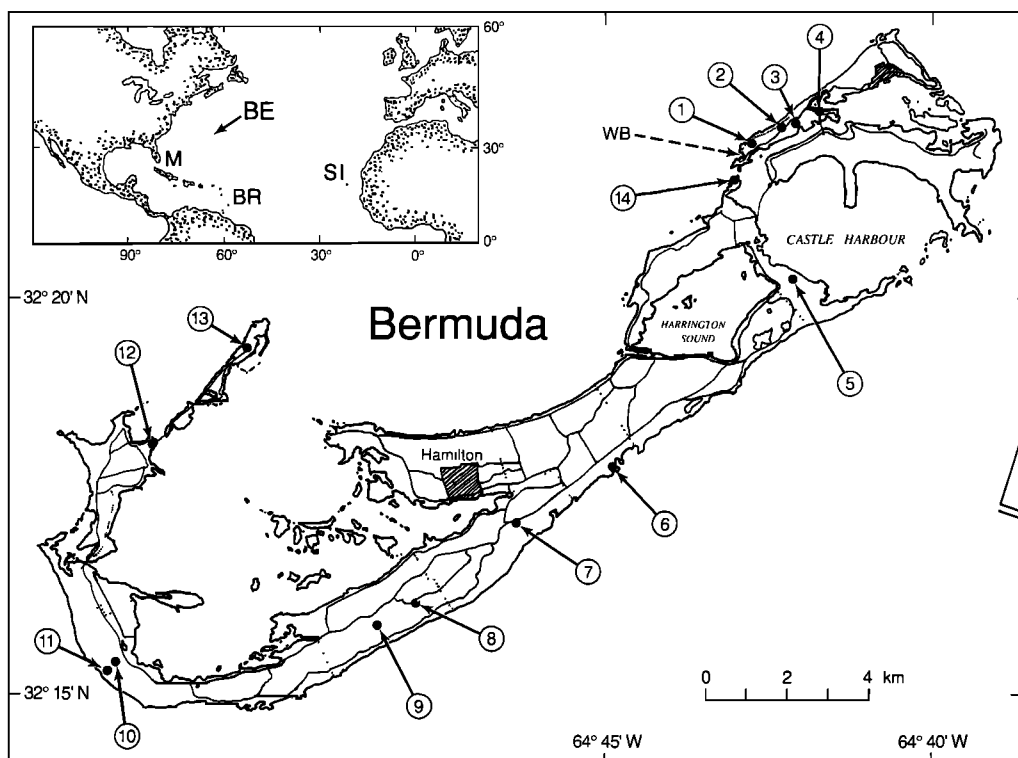 60°
BE
30°
M
SI
BR
0°
90°
60°
30°
0°
Bermuda
1
2
3
4
WB
14
CASTLE HARBOUR
HARRINGTON
SOUND
5
32° 20' N
13
12
Hamilton
6
7
8
9
11
10
32° 15' N
0 2 4 km
64° 45' W
64° 40' W